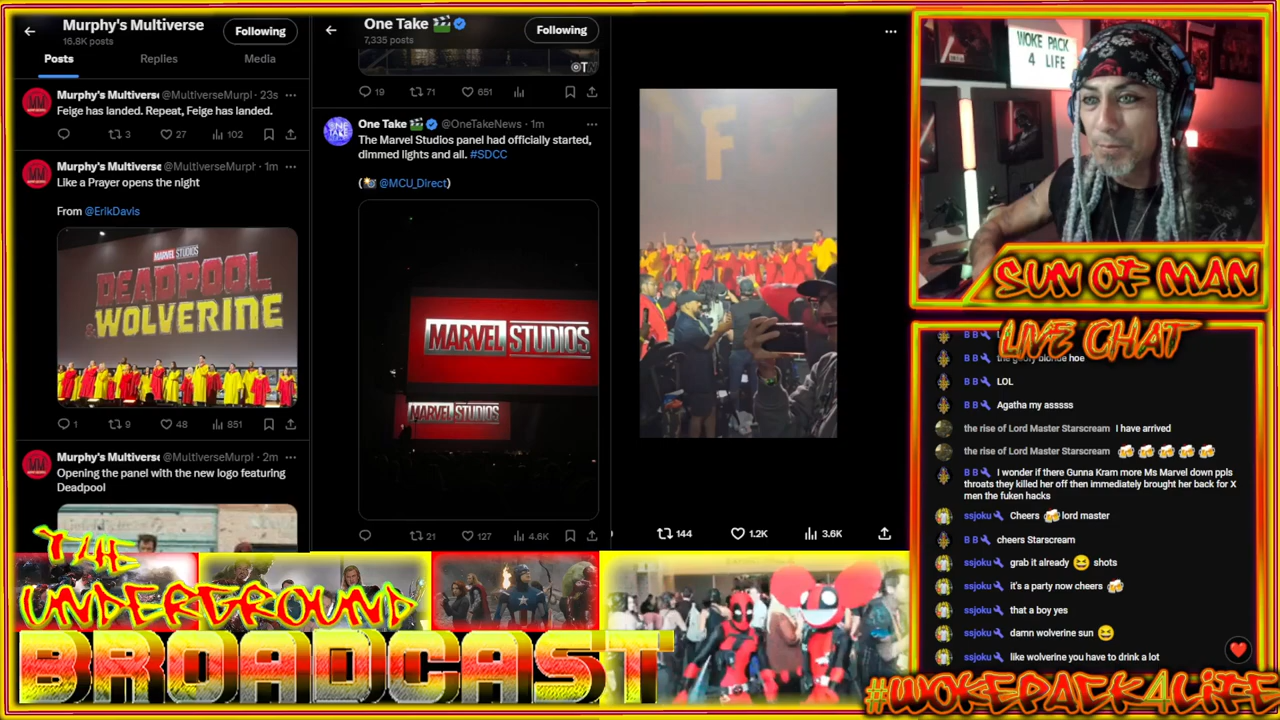 Murphy's Multiverse
16.8K posts
Following
Posts
Replies
Media
Murphy's Multiverse @MultiverseMurpl · 23s
Feige has landed. Repeat, Feige has landed.
3
27
102
Murphy's Multiverse @MultiverseMurph · 1m
Like a Prayer opens the night
From @ErikDavis
MARVEL STUDIOS
DEADPOOL
& WOLVERINE
1
9
48
851
Murphy's Multiverse @MultiverseMurpl · 2m
Opening the panel with the new logo featuring
Deadpool
One Take
7,335 posts
Following
19
71
651
One Take @OneTakeNews · 1m
The Marvel Studios panel had officially started,
dimmed lights and all. #SDCC
( @MCU_Direct)
MARVEL STUDIOS
MARVEL STUDIOS
21
127
4.6K
F
144
1.2K
3.6K
WOKE PACK
4
LIFE
SUN OF MAN
LIVE CHAT
B B
B B the goofy blonde hoe
B B LOL
B B Agatha my asssss
the rise of Lord Master Starscream I have arrived
the rise of Lord Master Starscream
B B I wonder if there Gunna Kram more Ms Marvel down ppls
throats they killed her off then immediately brought her back for X
men the fuken hacks
ssjoku Cheers lord master
B B cheers Starscream
ssjoku grab it already shots
ssjoku it's a party now cheers
ssjoku that a boy yes
ssjoku damn wolverine sun
ssjoku like wolverine you have to drink a lot
THE
UNDERGROUND
BROADCAST
#WOKEPACK4LIFE